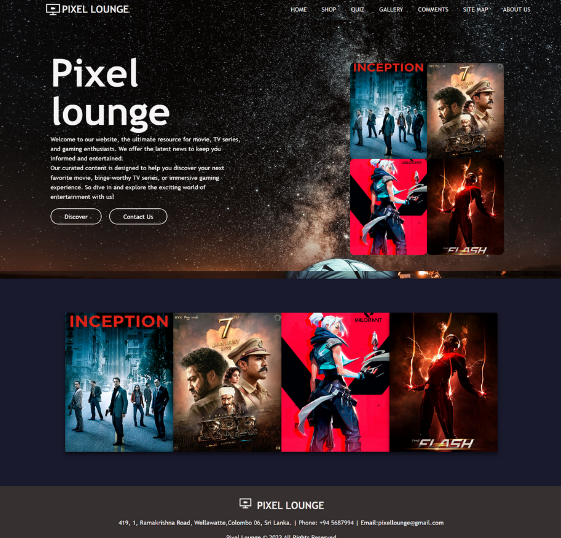 PIXEL LOUNGE
HOME SHOP QUIZ GALLERY COMMENTS SITE MAP ABOUT US
Pixel
lounge
Welcome to our website, the ultimate resource for movie, TV series,
and gaming enthusiasts. We offer the latest news to keep you
informed and entertained.
Our curated content is designed to help you discover your next
favorite movie, binge-worthy TV series, or immersive gaming
experience. So dive in and explore the exciting world of
entertainment with us!
Discover
Contact Us
INCEPTION
7
THE FLASH
INCEPTION
7
VALORANT
THE FLASH
PIXEL LOUNGE
419, 1, Ramakrishna Road, Wellawatte,Colombo 06, Sri Lanka. | Phone: +94 5687994 | Email:pixellounge@gmail.com
Pixel Lounge © 2023 All Rights Reserved